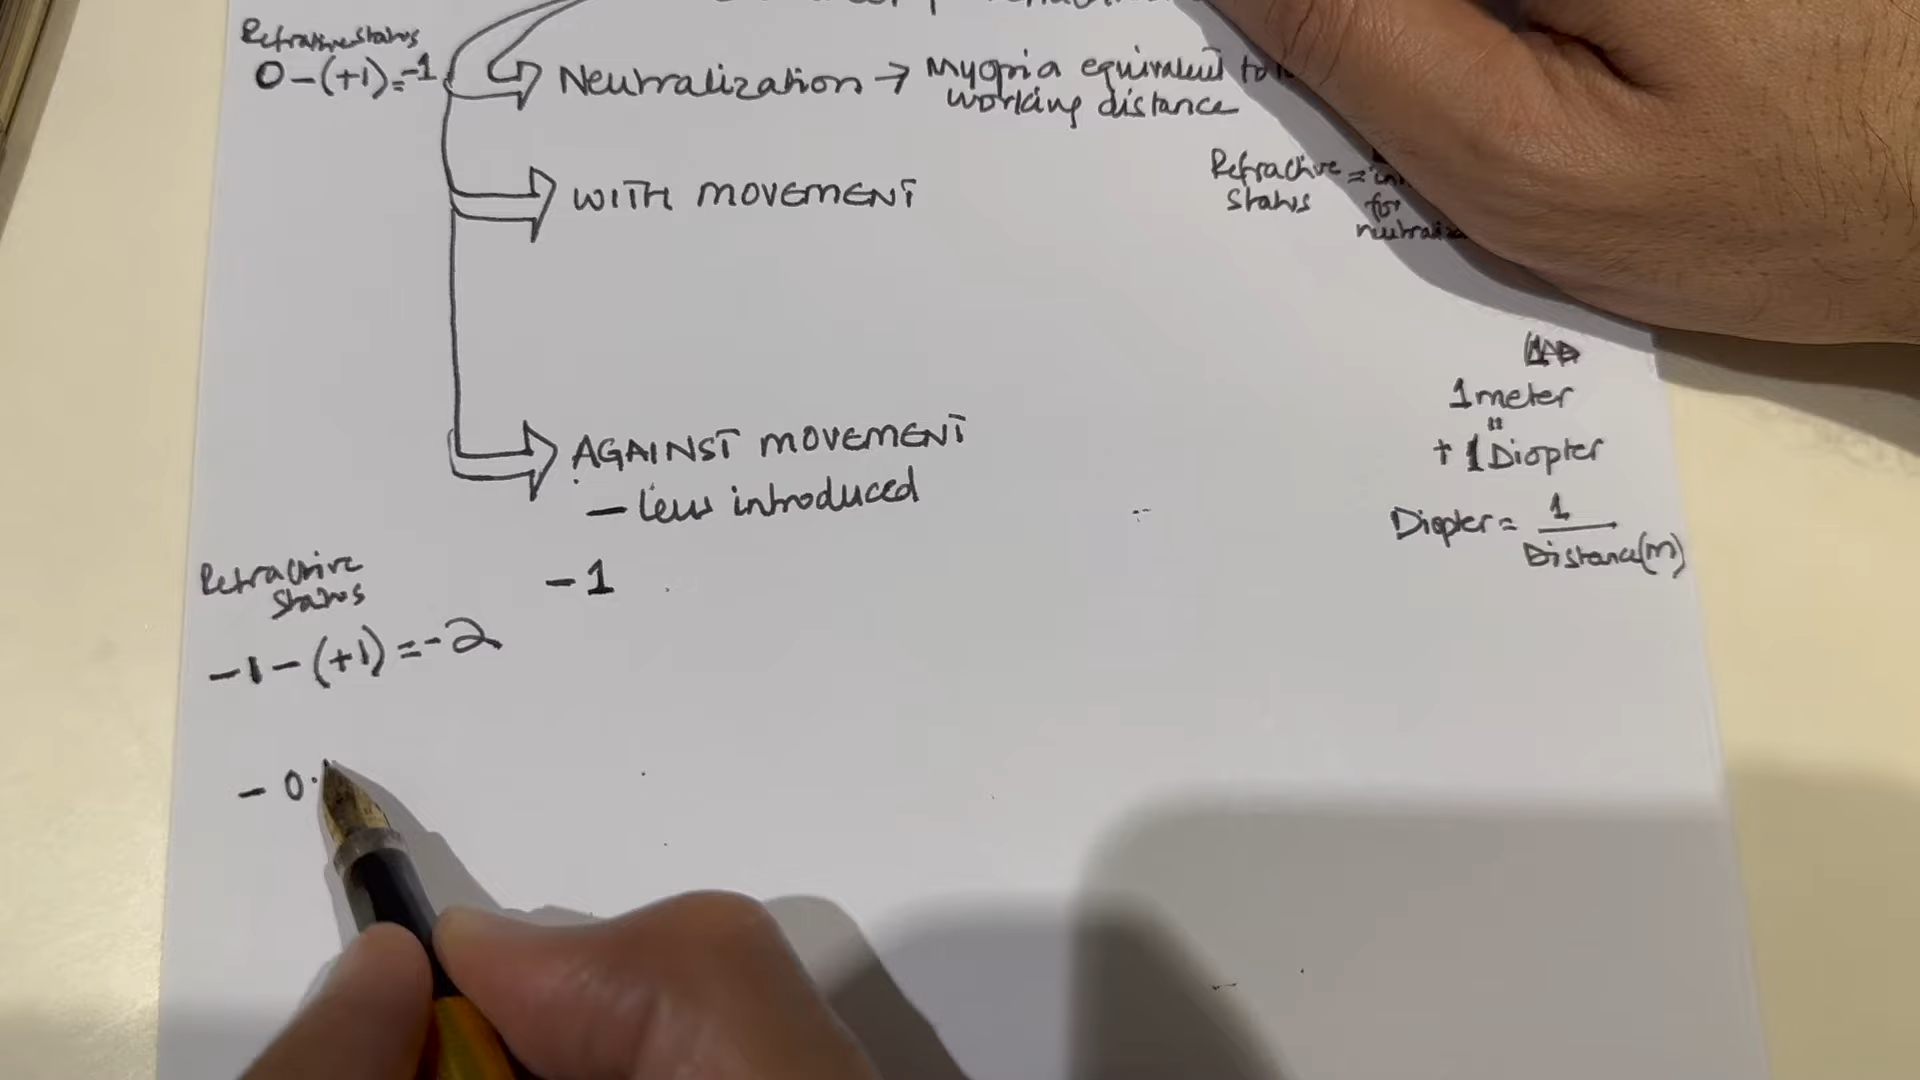 Refractive status
0 - (+1) = -1
Neutralization → Myopia equivalent to
working distance
WITH MOVEMENT
Refractive =
status for
AGAINST MOVEMENT
- lens introduced
1 meter
"
+ 1 Diopter
Diopter = 1
Distance(m)
Refractive
status
- 1
-1 - (+1) = -2
- 0.